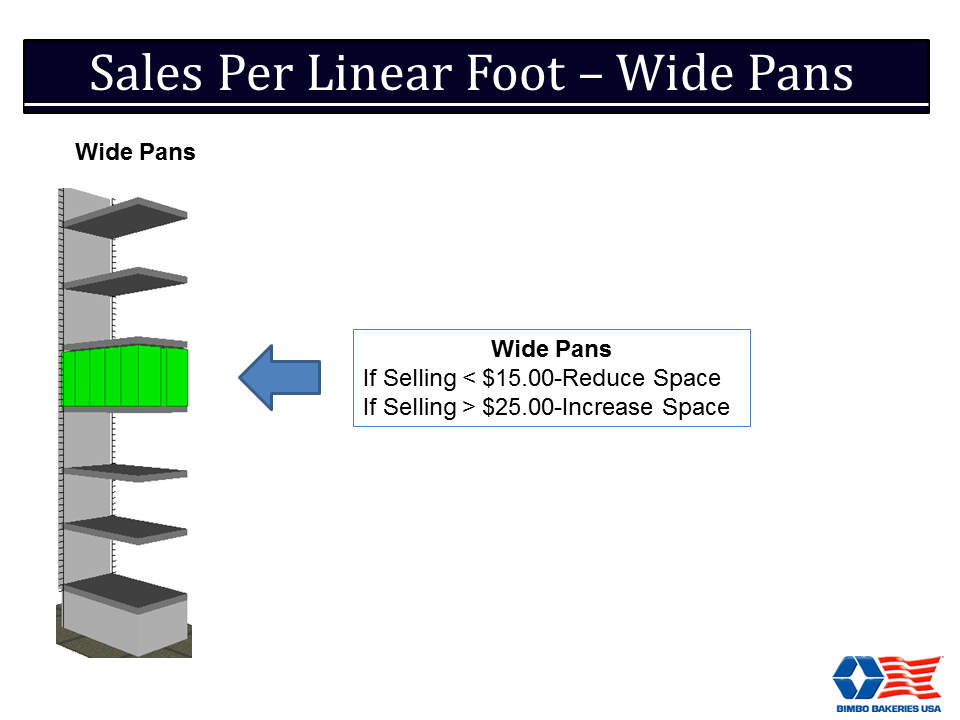 Sales Per Linear Foot – Wide Pans
Wide Pans
Wide Pans
If Selling < $15.00-Reduce Space
If Selling > $25.00-Increase Space
BIMBO BAKERIES USA